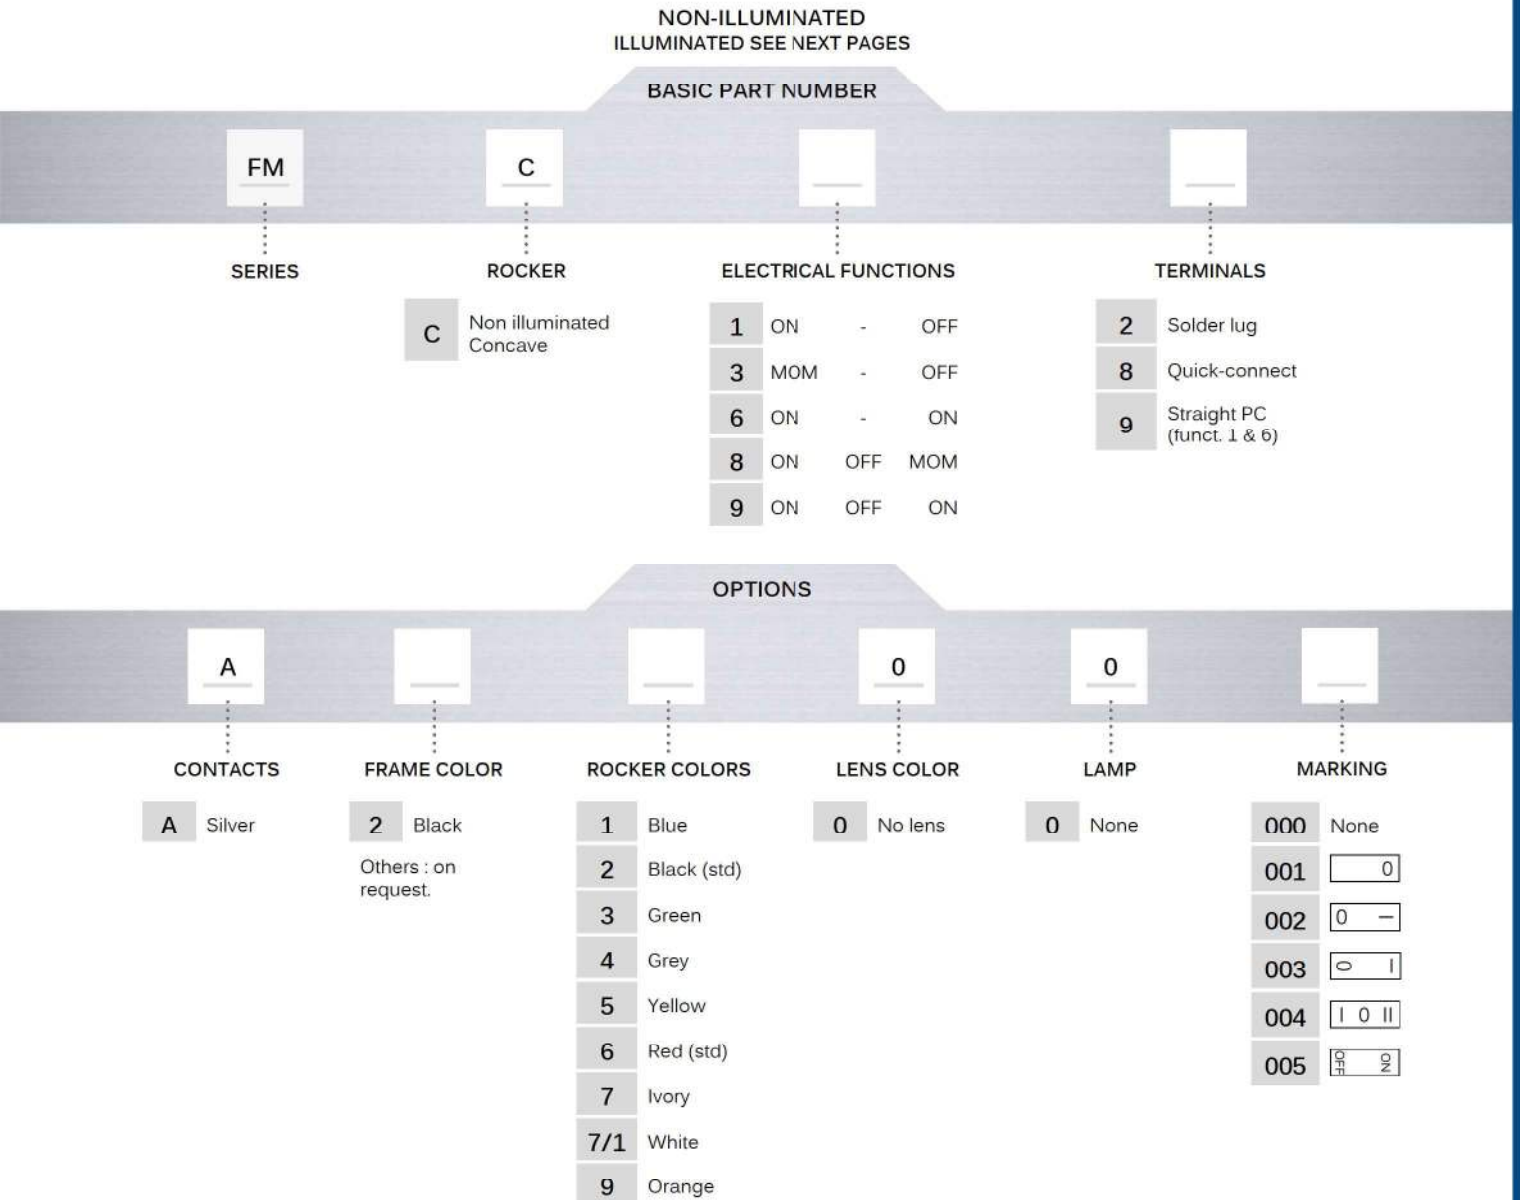 NON-ILLUMINATED
ILLUMINATED SEE NEXT PAGES
BASIC PART NUMBER
FM C
SERIES ROCKER ELECTRICAL FUNCTIONS TERMINALS
C Non illuminated
Concave
1 ON - OFF
3 MOM - OFF
6 ON - ON
8 ON OFF MOM
9 ON OFF ON
2 Solder lug
8 Quick-connect
9 Straight PC
(funct. 1 & 6)
OPTIONS
A 0 0
CONTACTS FRAME COLOR ROCKER COLORS LENS COLOR LAMP MARKING
A Silver
2 Black
Others : on
request.
1 Blue
2 Black (std)
3 Green
4 Grey
5 Yellow
6 Red (std)
7 Ivory
7/1 White
9 Orange
0 No lens
0 None
000 None
001 0
002 0 —
003 0 |
004 | 0 ||
005 OFF ON